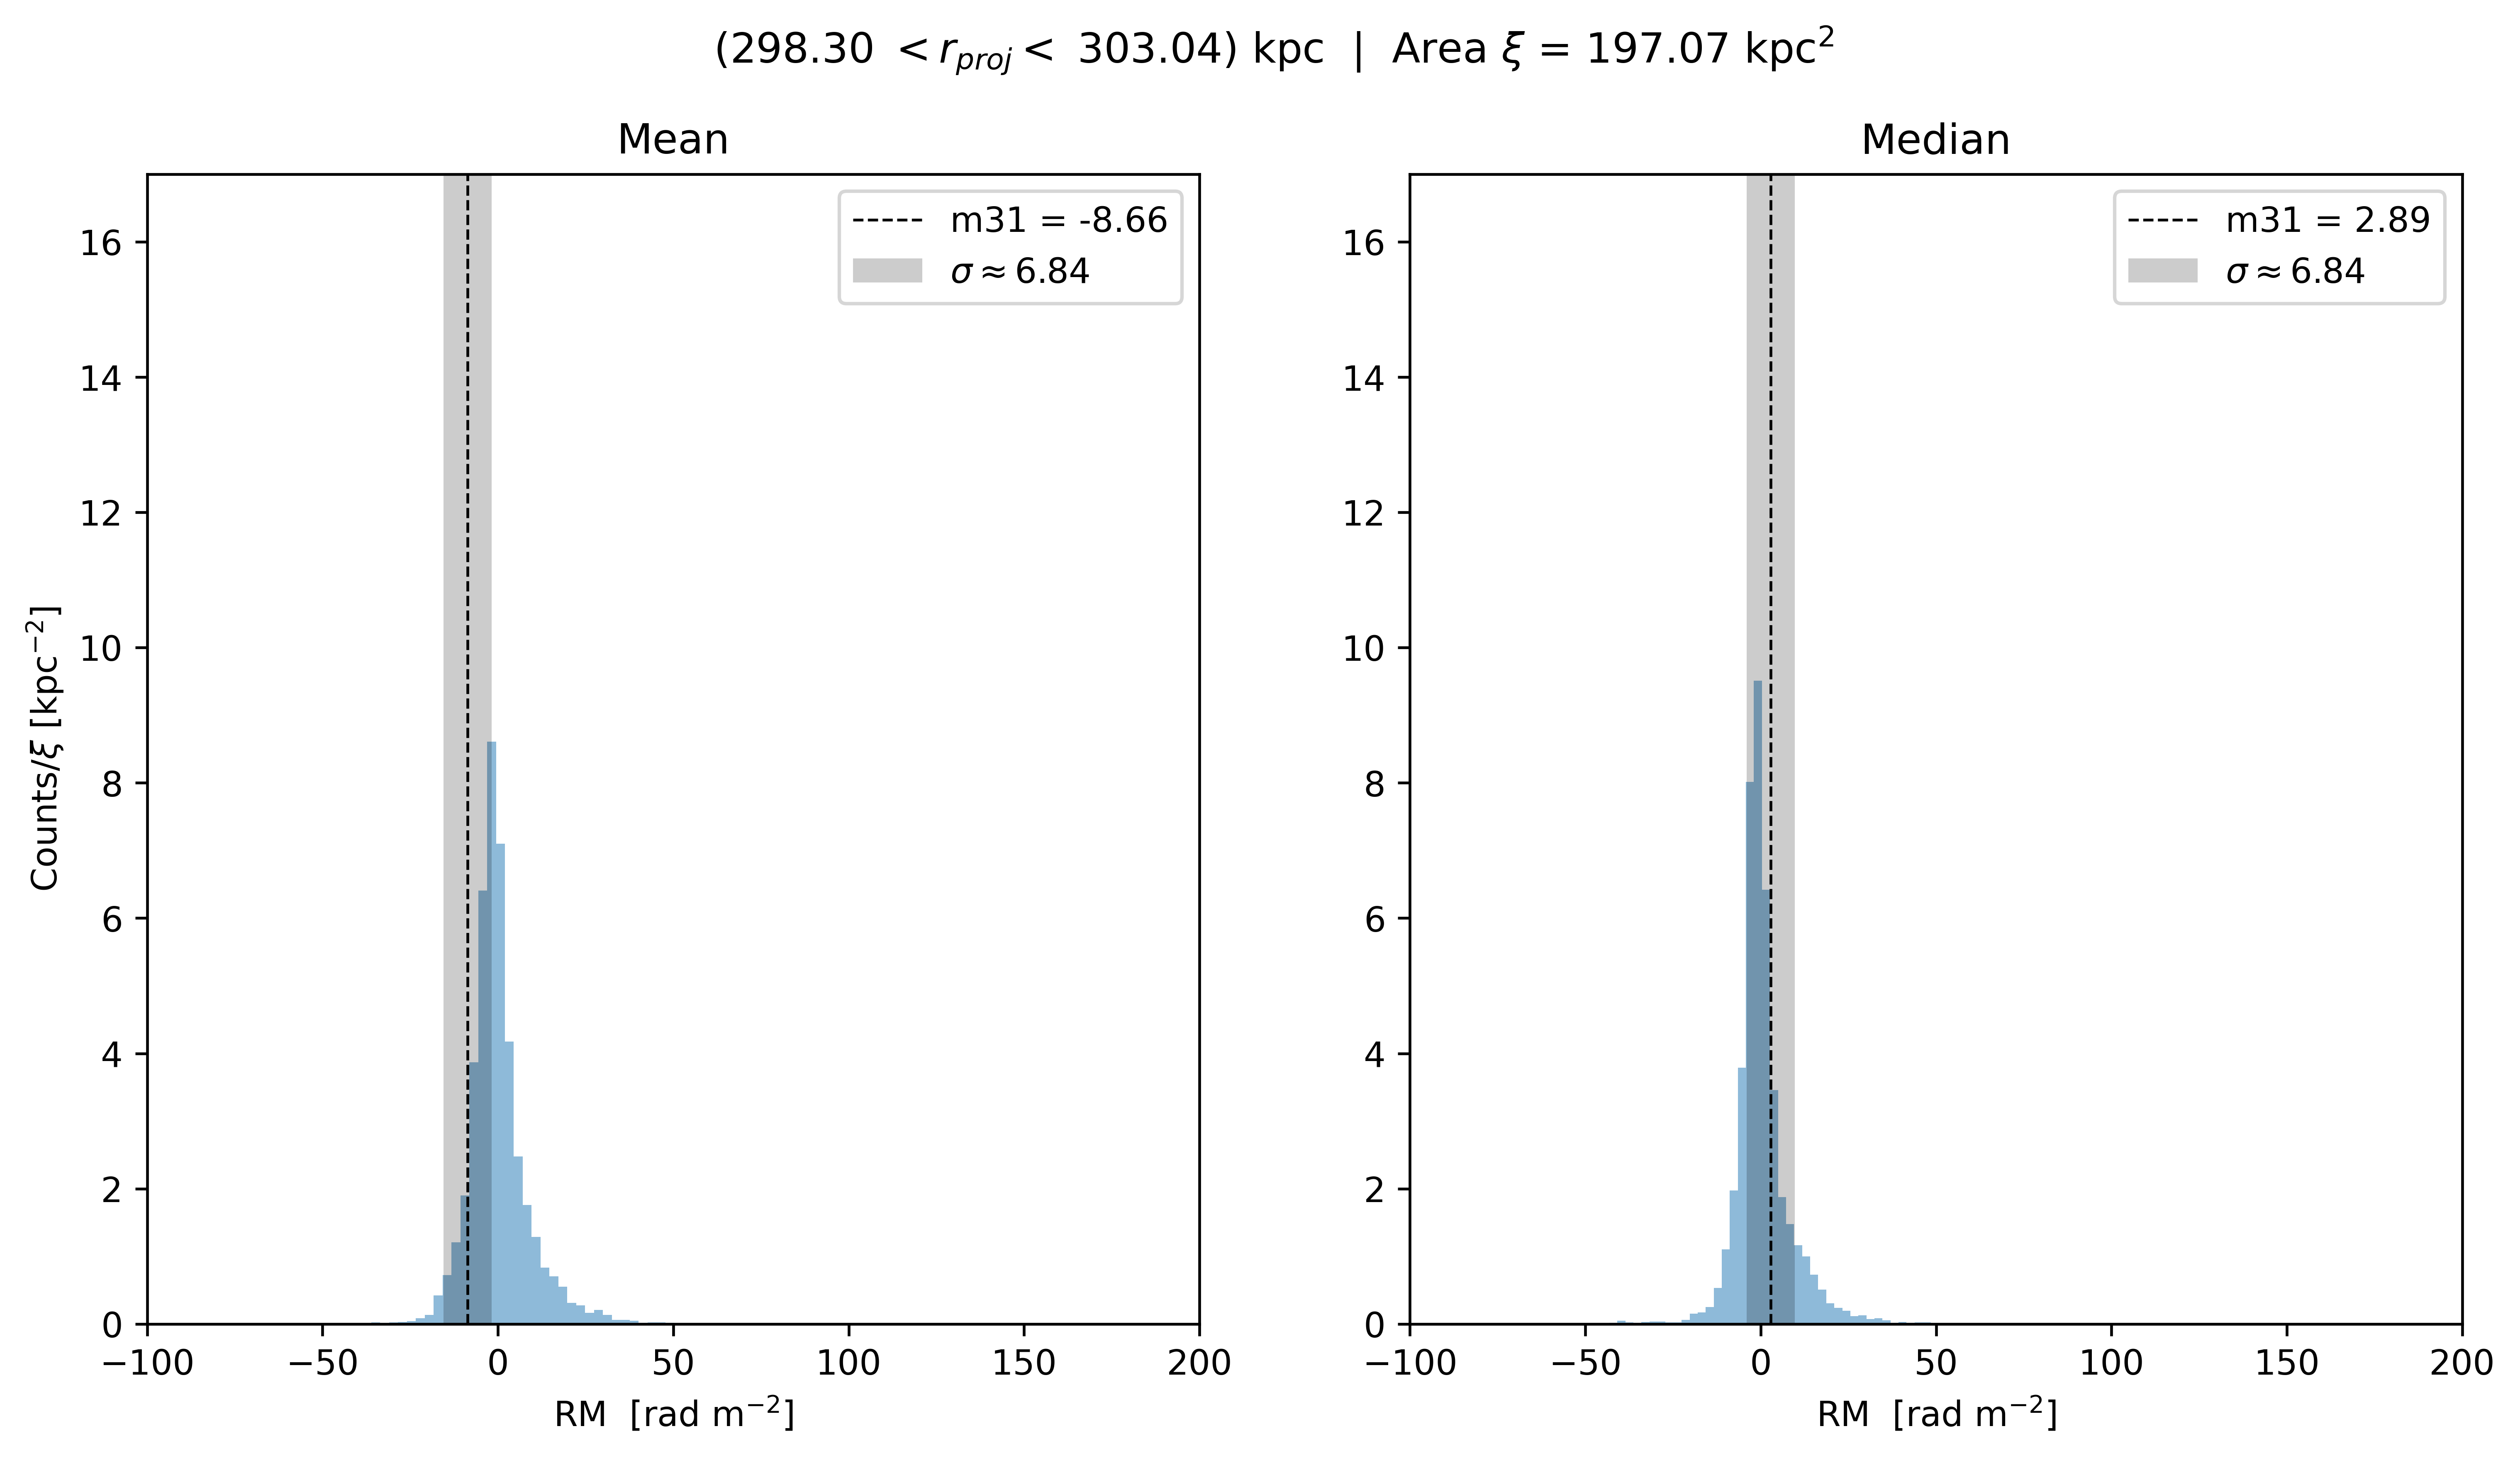 (298.30 < r_proj < 303.04) kpc | Area ξ = 197.07 kpc²
Mean
m31 = -8.66
σ ≈ 6.84
Counts/ξ [kpc⁻²]
16
14
12
10
8
6
4
2
0
−100 −50 0 50 100 150 200
RM [rad m⁻²]
Median
m31 = 2.89
σ ≈ 6.84
16
14
12
10
8
6
4
2
0
−100 −50 0 50 100 150 200
RM [rad m⁻²]